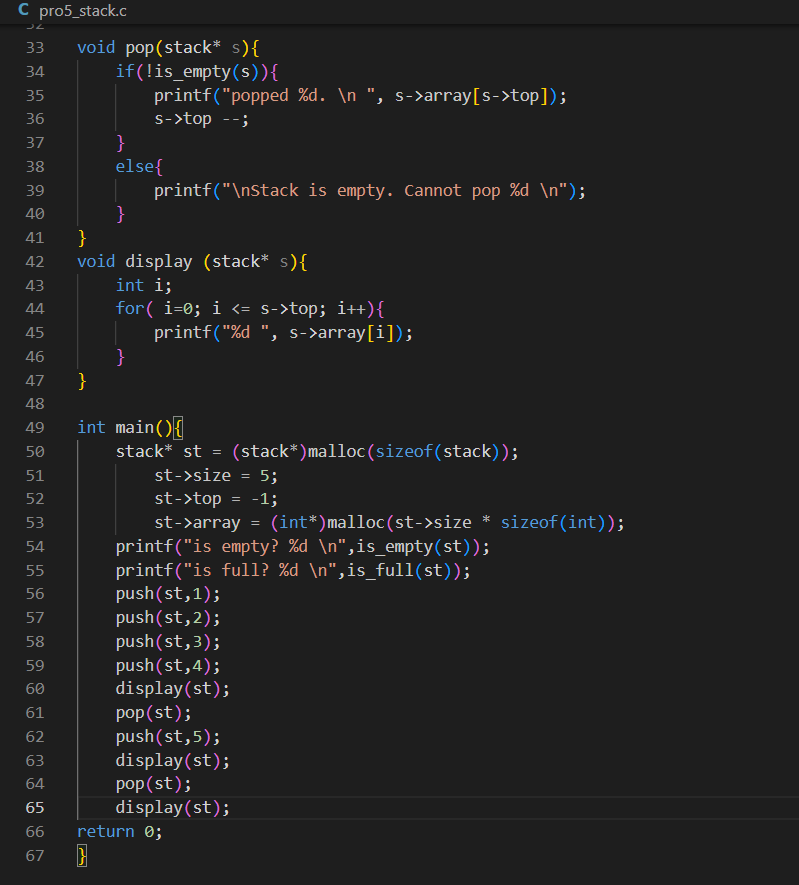 C pro5_stack.c
32
33 void pop(stack* s){
34     if(!is_empty(s)){
35         printf("popped %d. \n ", s->array[s->top]);
36         s->top --;
37     }
38     else{
39         printf("\nStack is empty. Cannot pop %d \n");
40     }
41 }
42 void display (stack* s){
43     int i;
44     for( i=0; i <= s->top; i++){
45         printf("%d ", s->array[i]);
46     }
47 }
48
49 int main(){
50     stack* st = (stack*)malloc(sizeof(stack));
51         st->size = 5;
52         st->top = -1;
53         st->array = (int*)malloc(st->size * sizeof(int));
54     printf("is empty? %d \n",is_empty(st));
55     printf("is full? %d \n",is_full(st));
56     push(st,1);
57     push(st,2);
58     push(st,3);
59     push(st,4);
60     display(st);
61     pop(st);
62     push(st,5);
63     display(st);
64     pop(st);
65     display(st);
66 return 0;
67 }